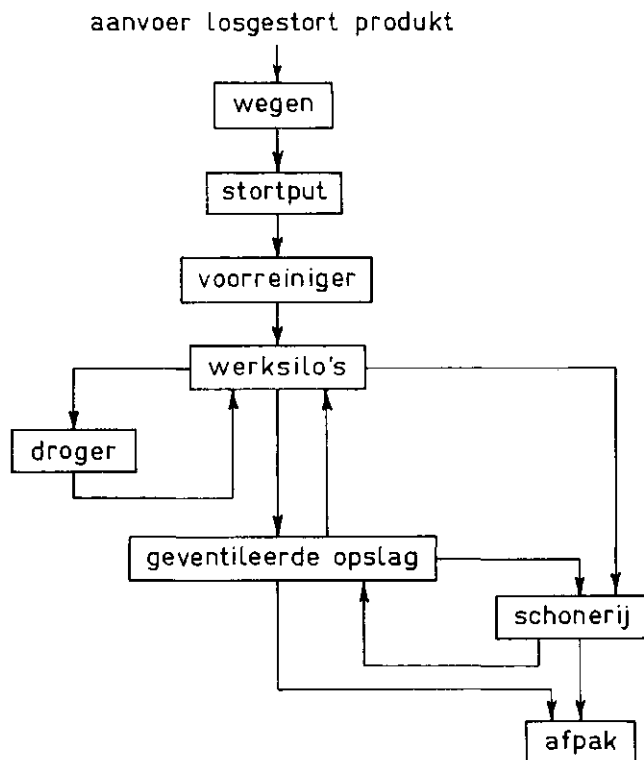 aanvoer losgestort produkt
wegen
stortput
voorreiniger
werksilo's
droger
geventileerde opslag
schonerij
afpak